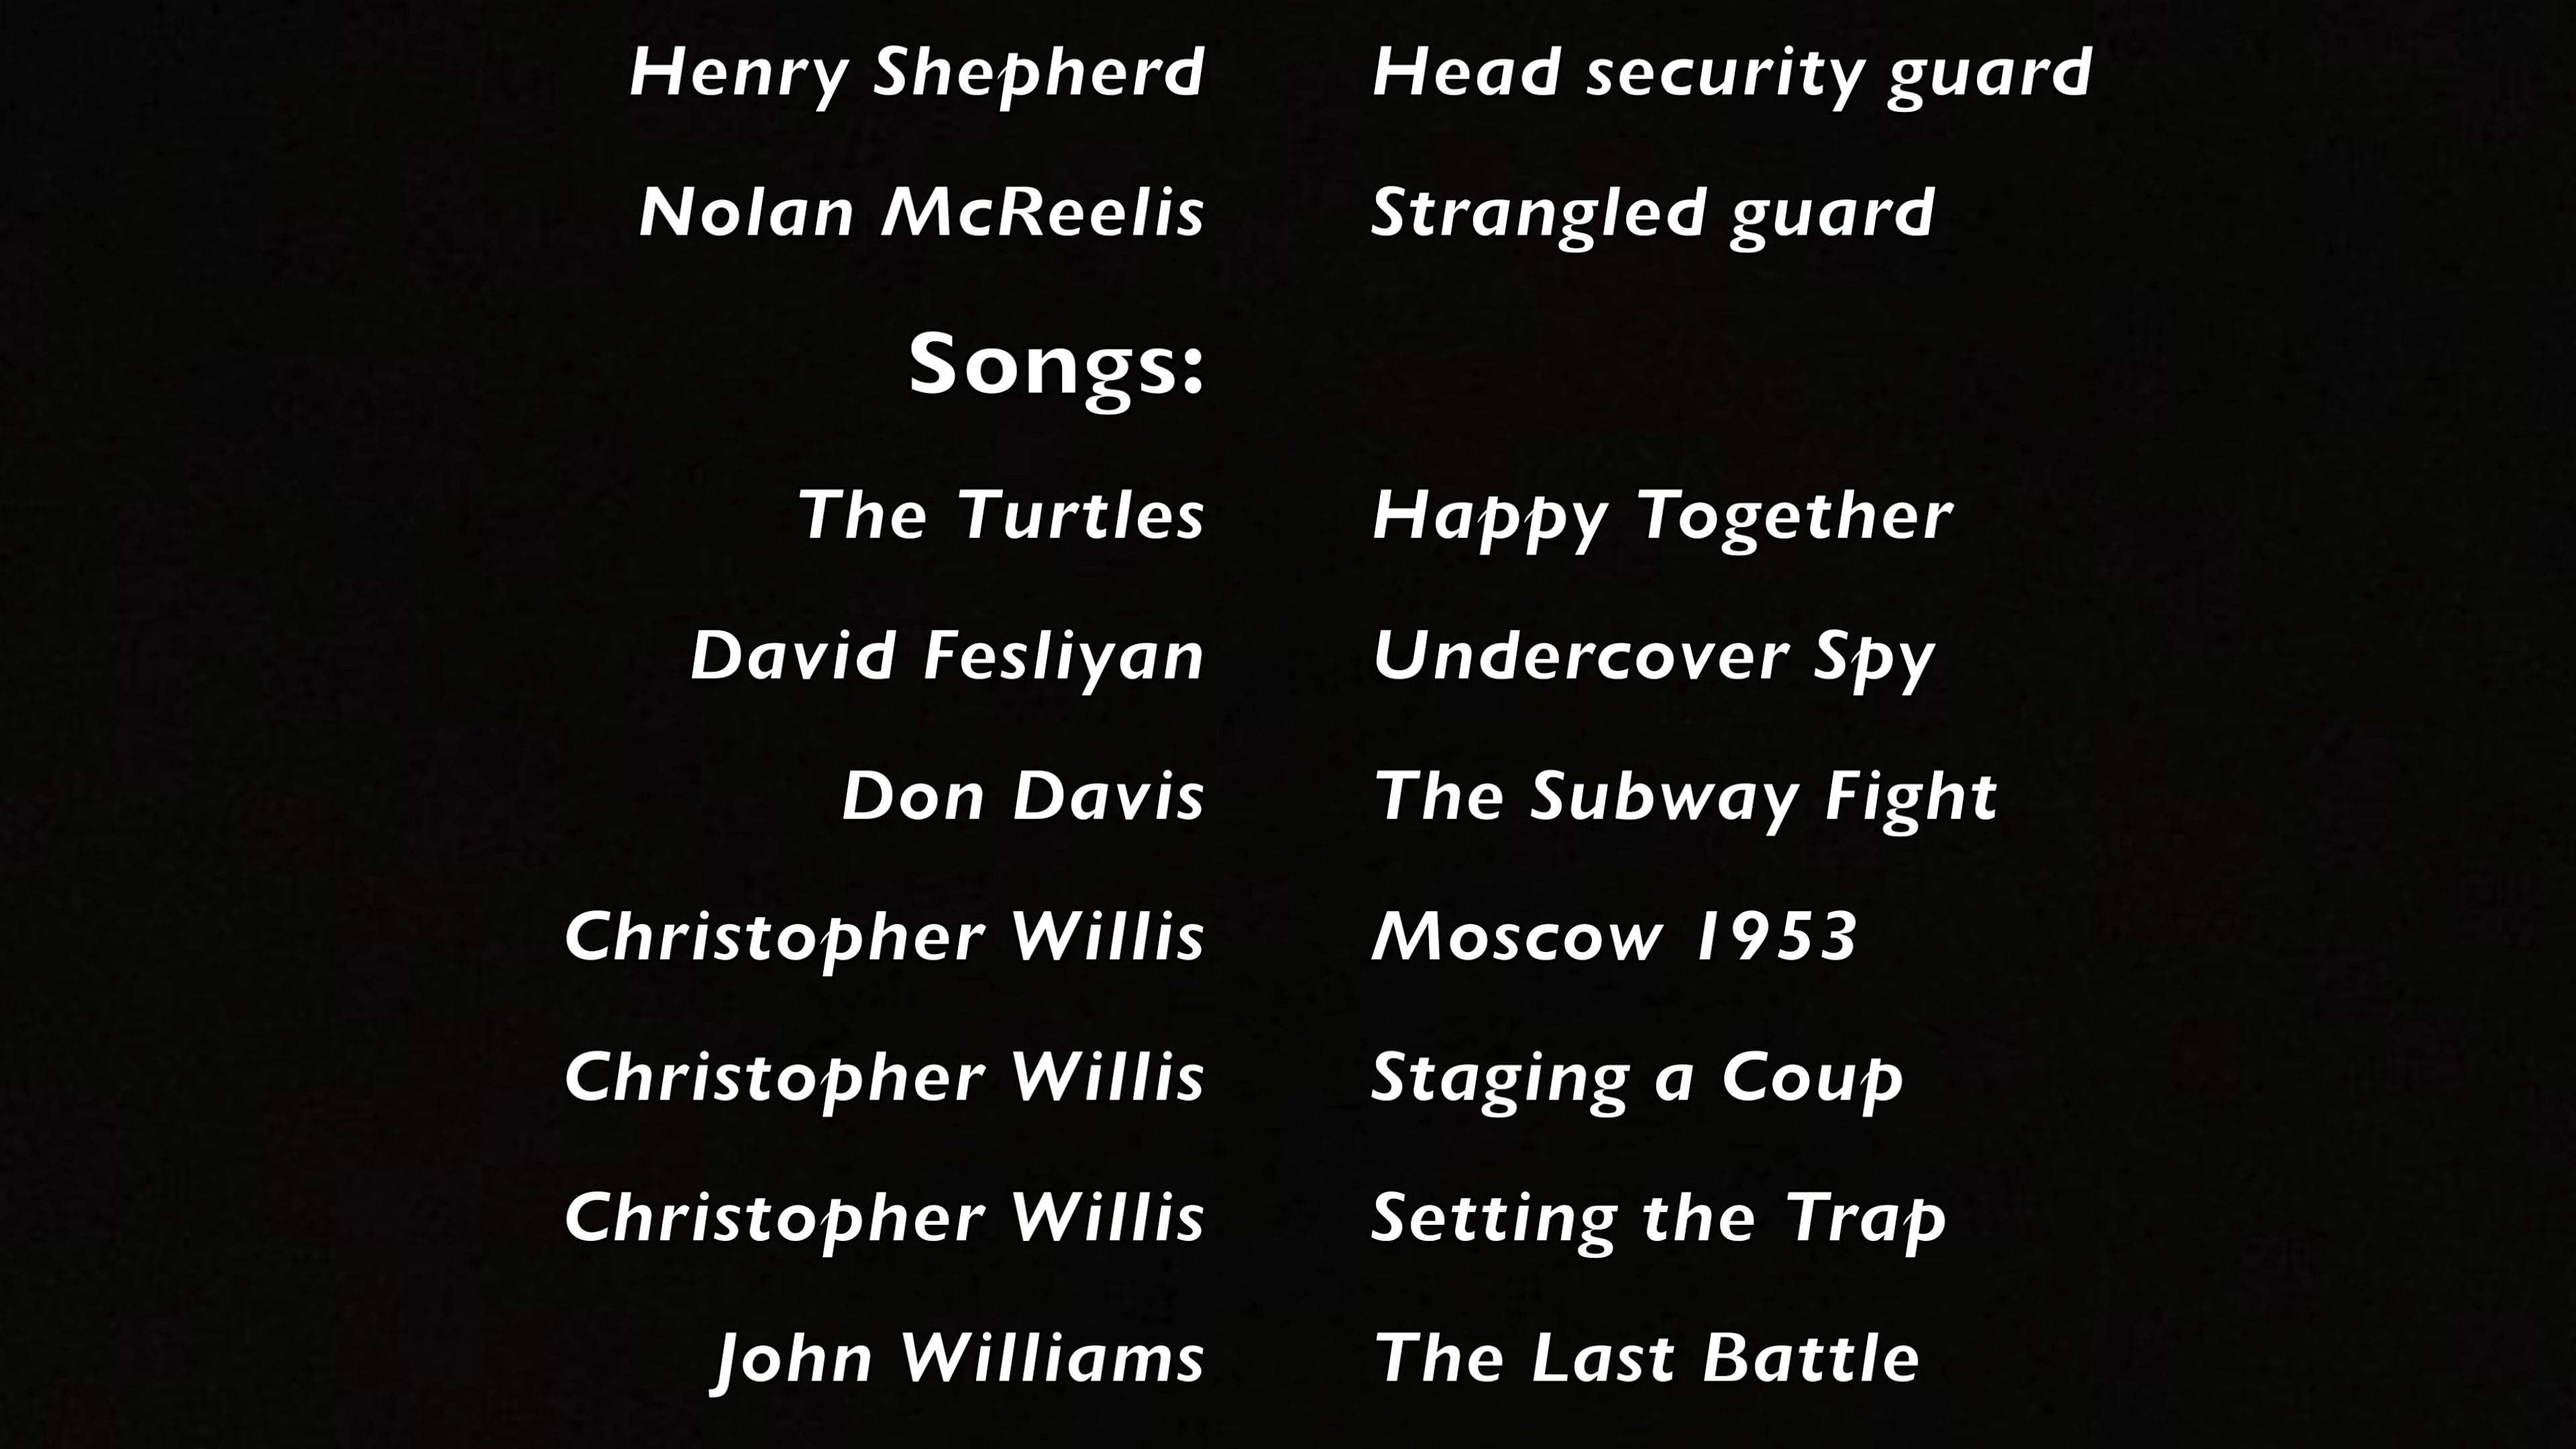 Henry Shepherd Head security guard
Nolan McReelis Strangled guard
Songs:
The Turtles Happy Together
David Fesliyan Undercover Spy
Don Davis The Subway Fight
Christopher Willis Moscow 1953
Christopher Willis Staging a Coup
Christopher Willis Setting the Trap
John Williams The Last Battle